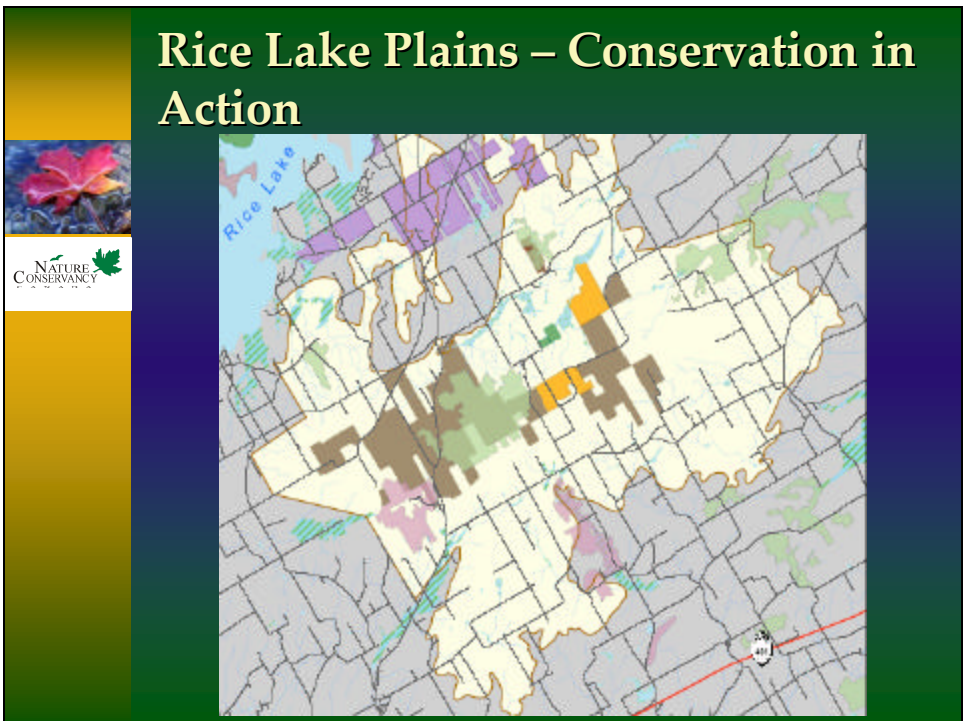 Rice Lake Plains – Conservation in
Action
Rice Lake
NATURE
CONSERVANCY
401